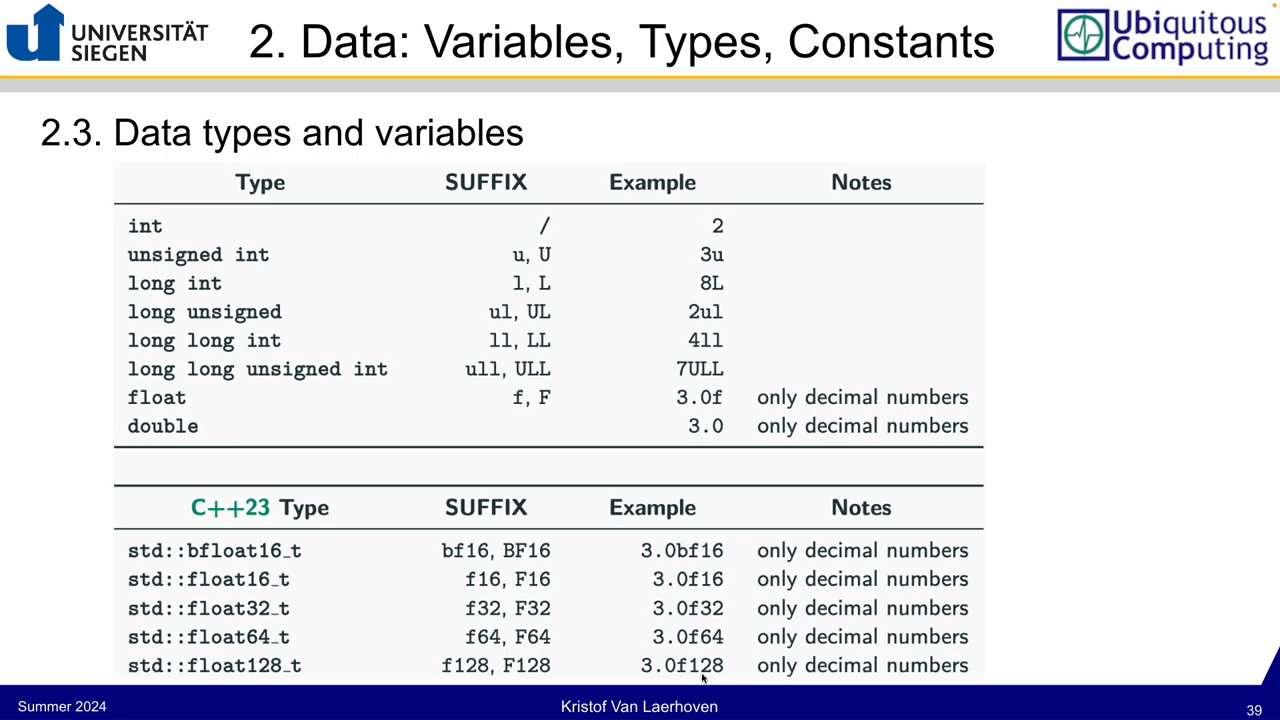 UNIVERSITÄT
SIEGEN
2. Data: Variables, Types, Constants
Ubiquitous
Computing
2.3. Data types and variables
Type SUFFIX Example Notes
int / 2
unsigned int u, U 3u
long int l, L 8L
long unsigned ul, UL 2ul
long long int ll, LL 4ll
long long unsigned int ull, ULL 7ULL
float f, F 3.0f only decimal numbers
double 3.0 only decimal numbers
C++23 Type SUFFIX Example Notes
std::bfloat16_t bf16, BF16 3.0bf16 only decimal numbers
std::float16_t f16, F16 3.0f16 only decimal numbers
std::float32_t f32, F32 3.0f32 only decimal numbers
std::float64_t f64, F64 3.0f64 only decimal numbers
std::float128_t f128, F128 3.0f128 only decimal numbers
Summer 2024 Kristof Van Laerhoven 39